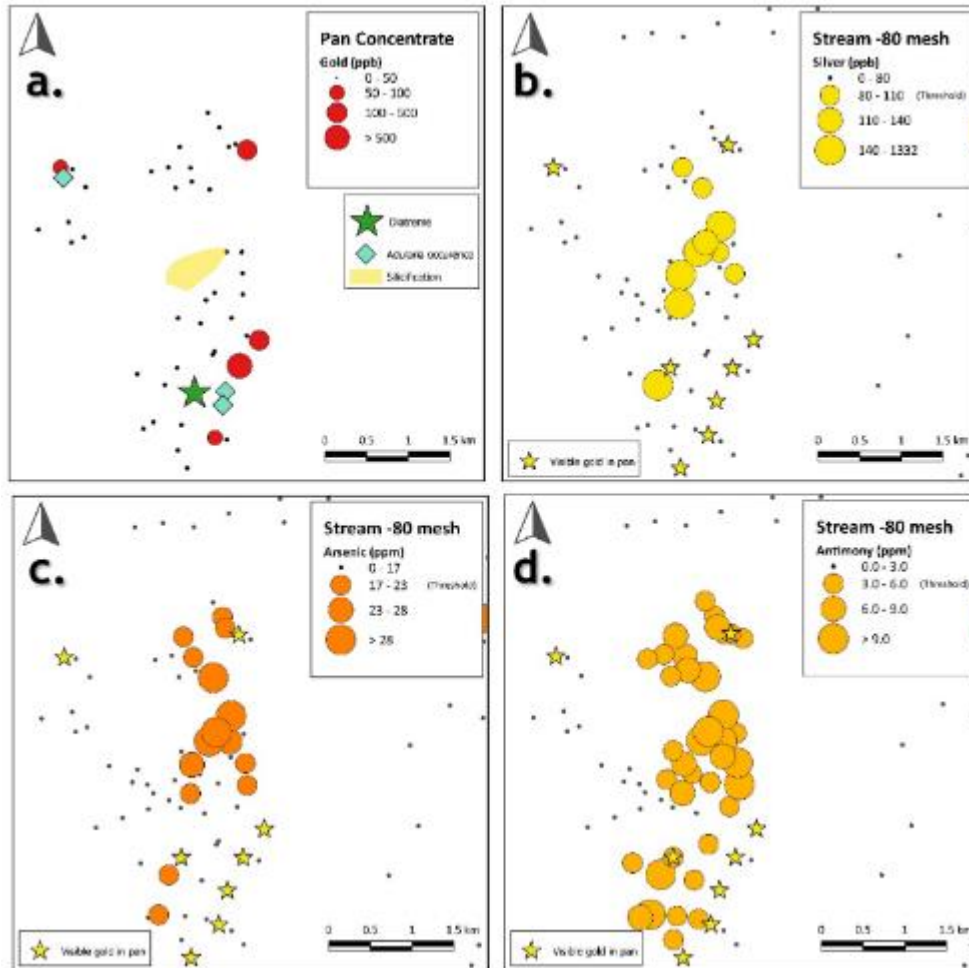 a.
Pan Concentrate
Gold (ppb)
0 - 50
50 - 100
100 - 500
> 500
Diatreme
Adularia occurence
Silicification
0 0.5 1 1.5 km
b.
Stream -80 mesh
Silver (ppb)
0 - 80
80 - 110 (Threshold)
110 - 140
140 - 1332
Visible gold in pan
0 0.5 1 1.5 km
c.
Stream -80 mesh
Arsenic (ppm)
0 - 17
17 - 23 (Threshold)
23 - 28
> 28
Visible gold in pan
0 0.5 1 1.5 km
d.
Stream -80 mesh
Antimony (ppm)
0.0 - 3.0
3.0 - 6.0 (Threshold)
6.0 - 9.0
> 9.0
Visible gold in pan
0 0.5 1 1.5 km